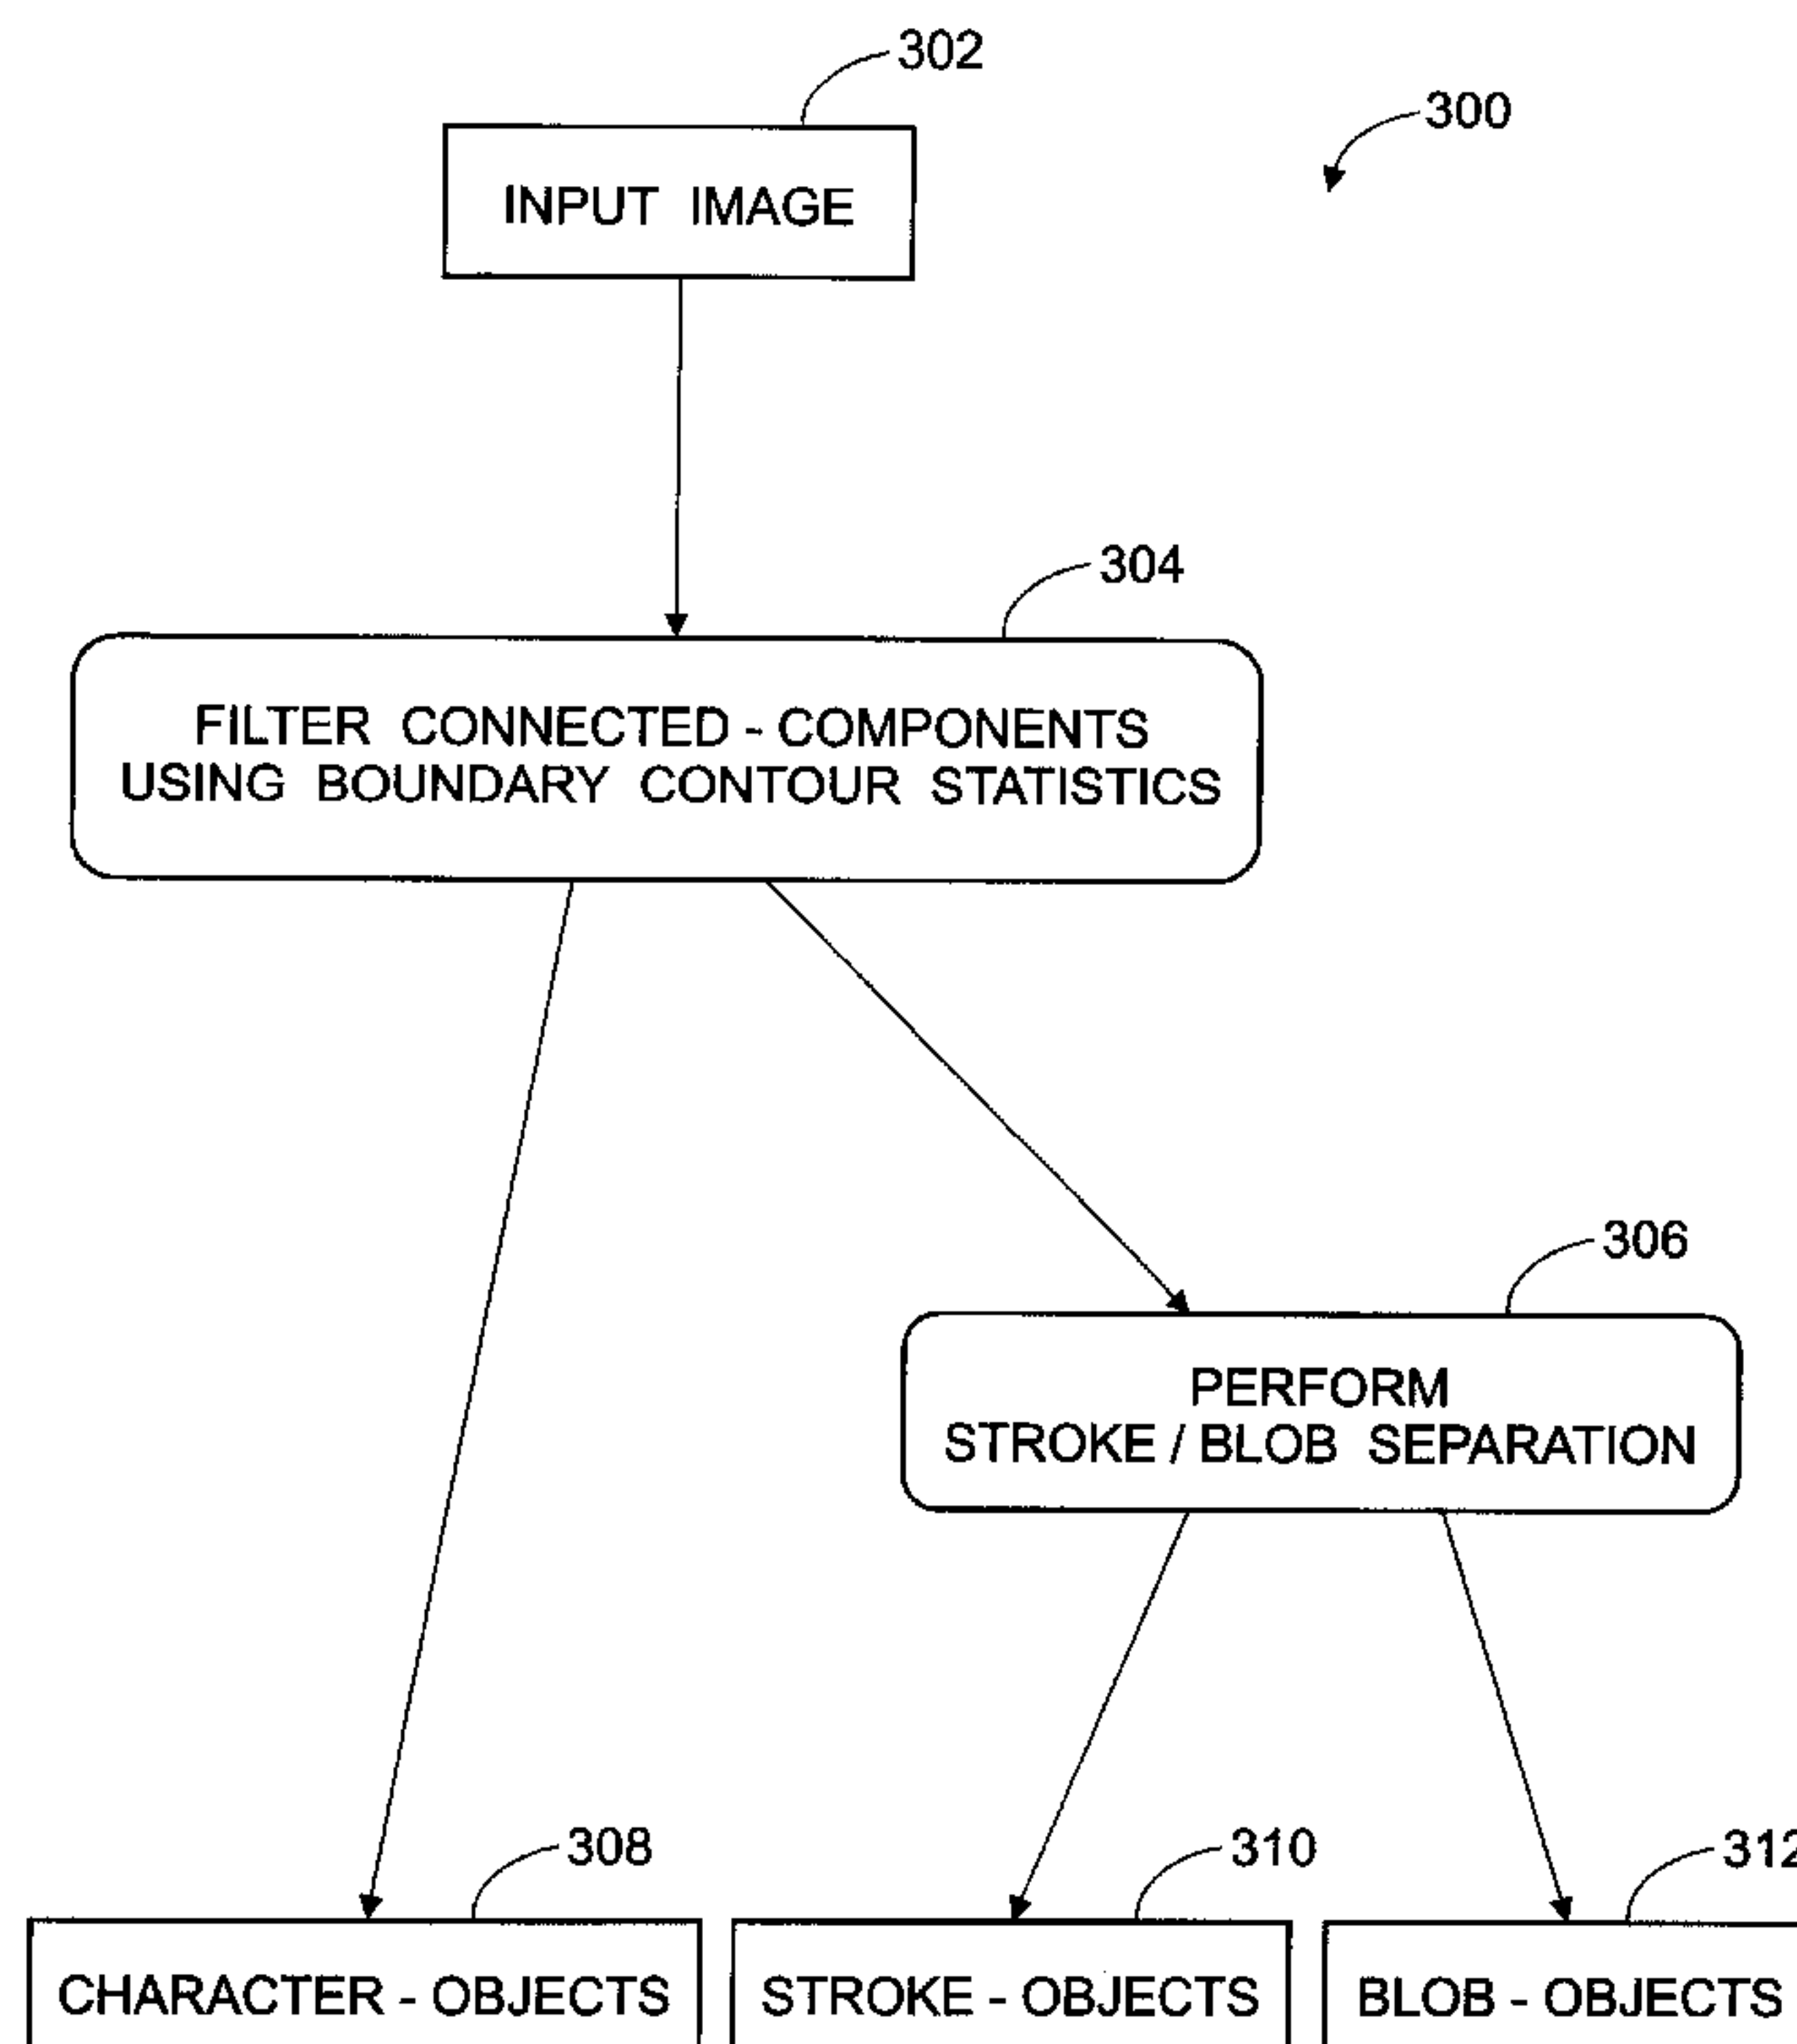 302
300
INPUT IMAGE
304
FILTER CONNECTED - COMPONENTS
USING BOUNDARY CONTOUR STATISTICS
306
PERFORM
STROKE / BLOB SEPARATION
308
310
312
CHARACTER - OBJECTS
STROKE - OBJECTS
BLOB - OBJECTS